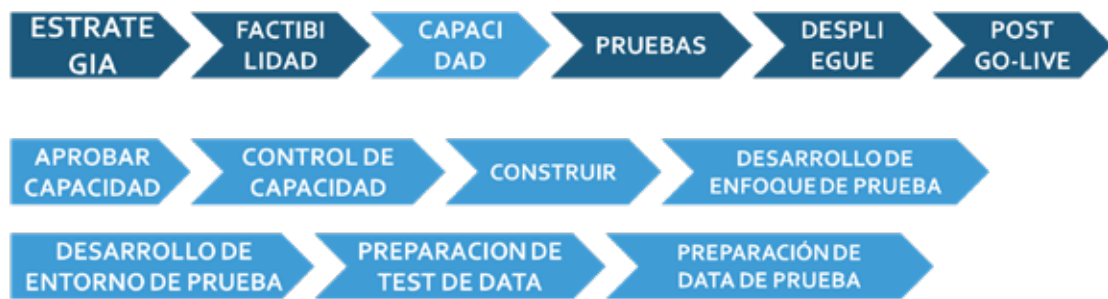 ESTRATE
GIA
FACTIBI
LIDAD
CAPACI
DAD
PRUEBAS
DESPLI
EGUE
POST
GO-LIVE
APROBAR
CAPACIDAD
CONTROL DE
CAPACIDAD
CONSTRUIR
DESARROLLO DE
ENFOQUE DE PRUEBA
DESARROLLO DE
ENTORNO DE PRUEBA
PREPARACION DE
TEST DE DATA
PREPARACIÓN DE
DATA DE PRUEBA